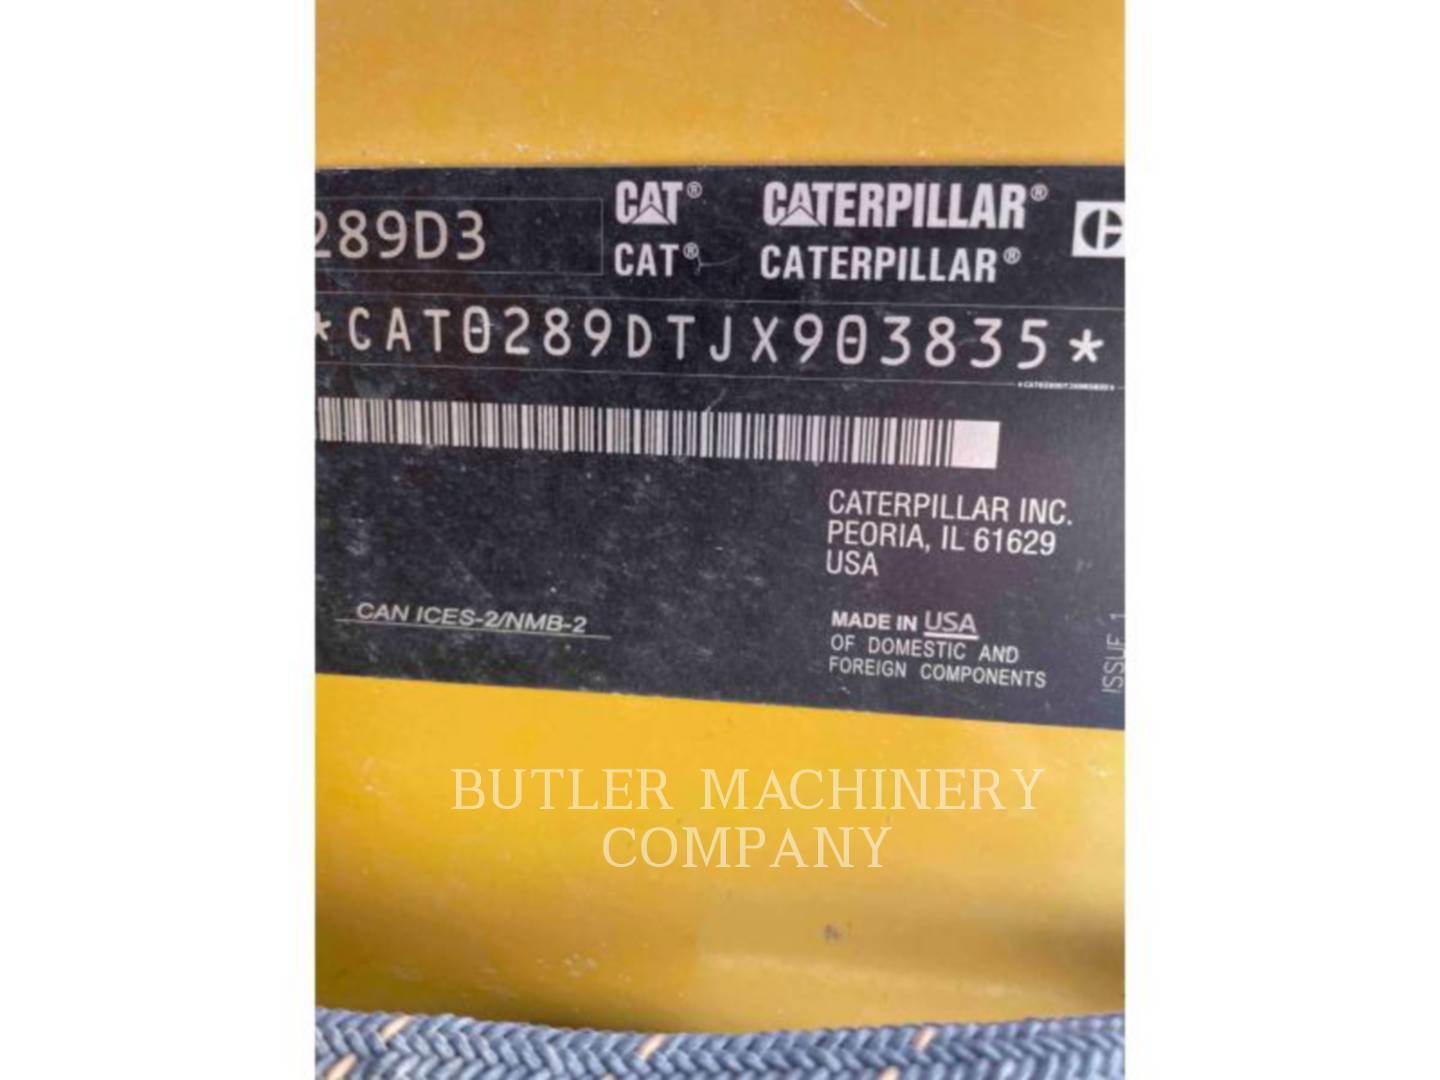 289D3
CAT® CATERPILLAR®
CAT® CATERPILLAR®
*CAT0289DTJX903835*
*CAT0289DTJX903835*
CATERPILLAR INC.
PEORIA, IL 61629
USA
CAN ICES-2/NMB-2
MADE IN USA
OF DOMESTIC AND
FOREIGN COMPONENTS
ISSUE 1
BUTLER MACHINERY
COMPANY